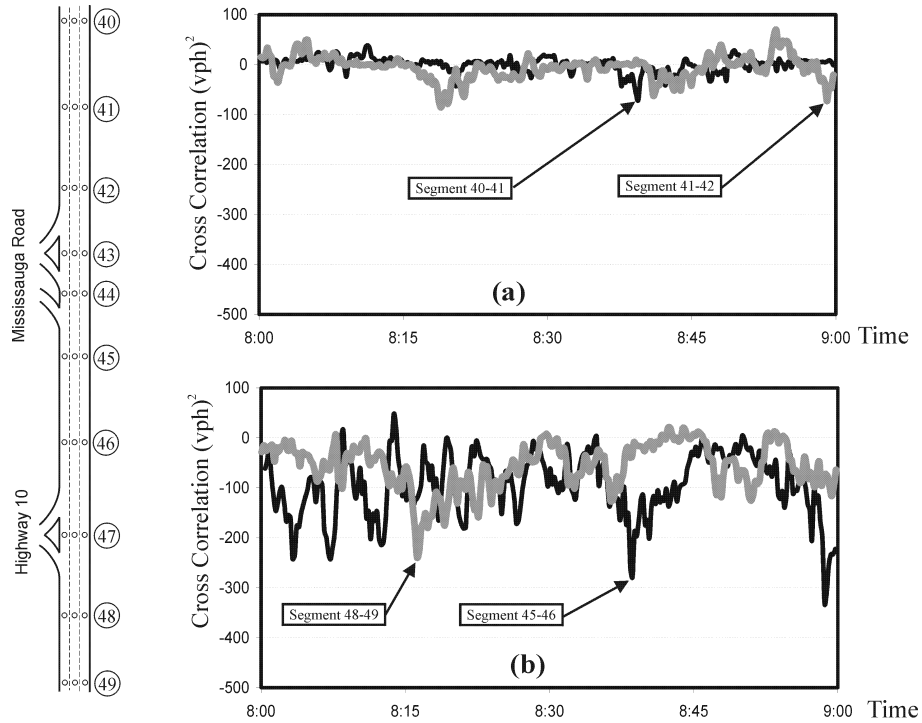 40
41
42
43
44
45
46
47
48
49
Mississauga Road
Highway 10
Cross Correlation (vph)²
100
0
-100
-200
-300
-400
-500
Segment 40-41
Segment 41-42
(a)
8:00
8:15
8:30
8:45
9:00
Time
Cross Correlation (vph)²
100
0
-100
-200
-300
-400
-500
Segment 48-49
Segment 45-46
(b)
8:00
8:15
8:30
8:45
9:00
Time